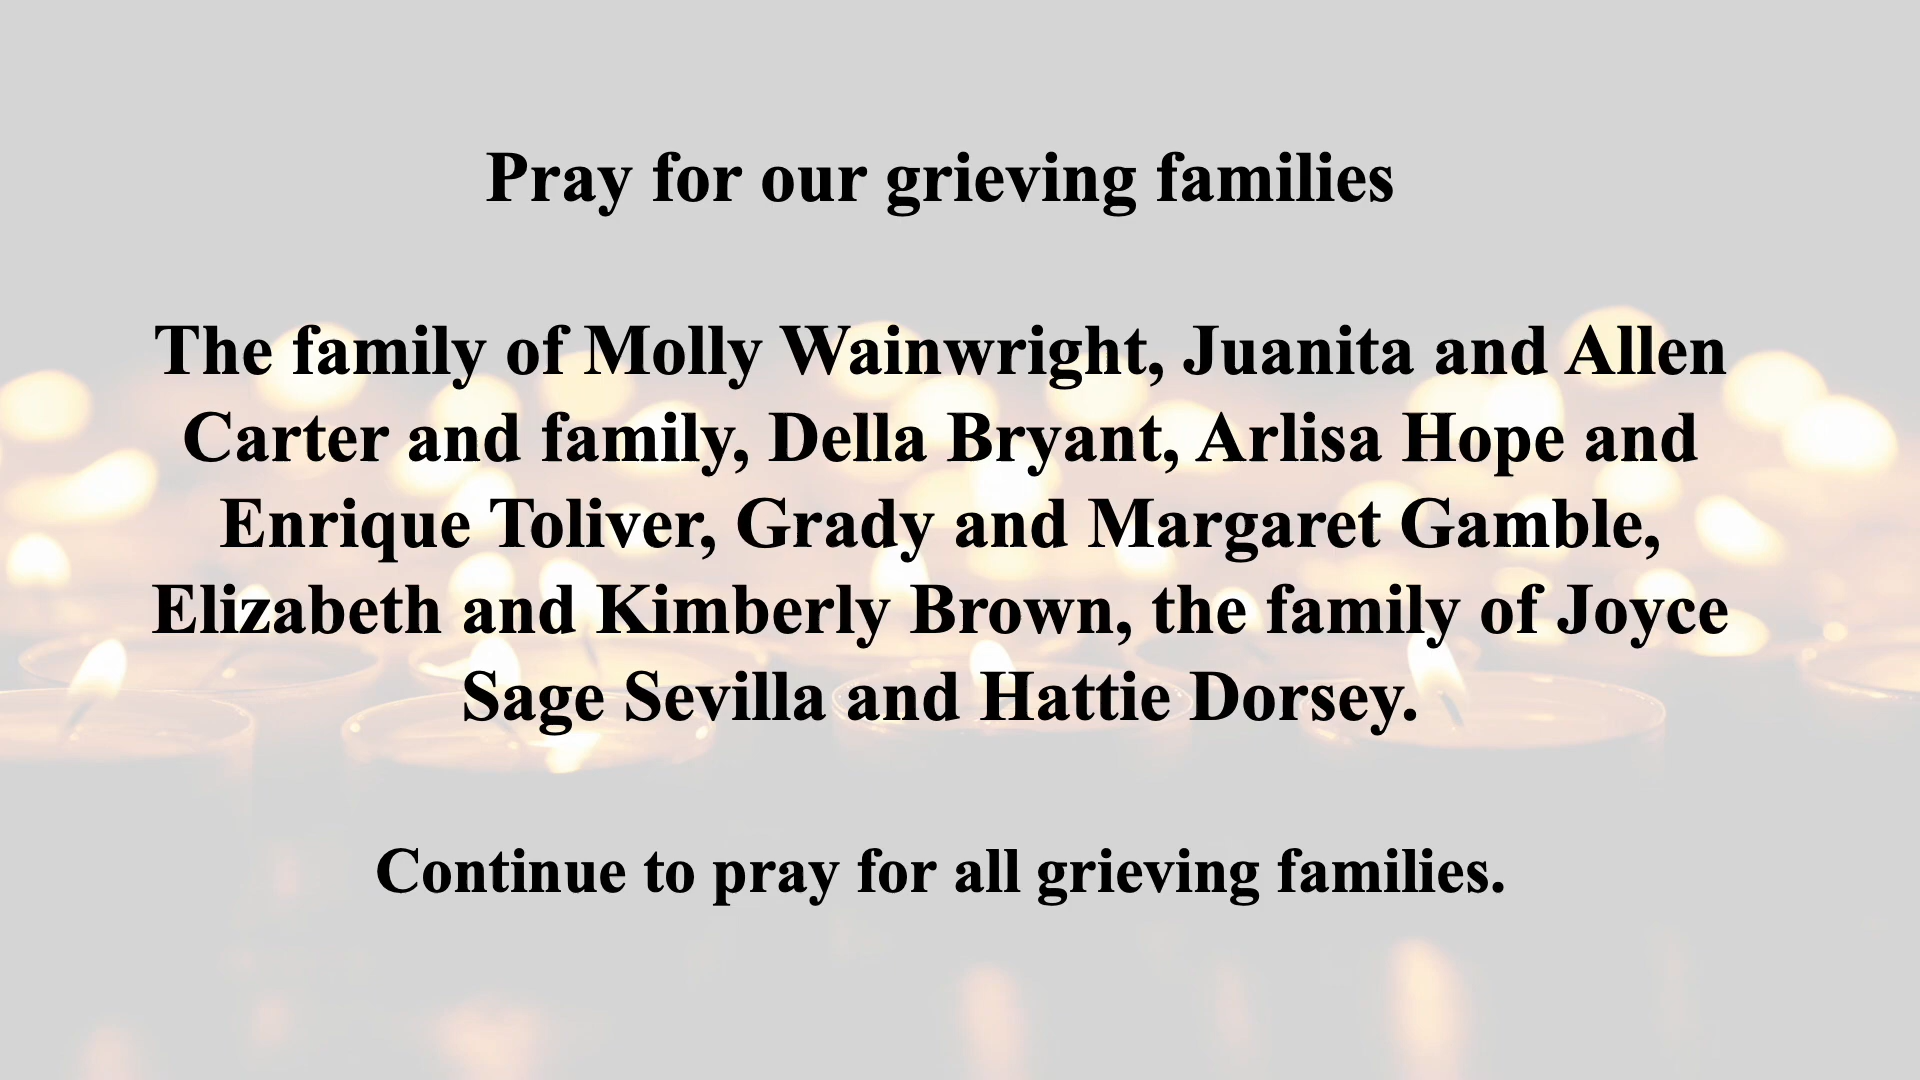 Pray for our grieving families
The family of Molly Wainwright, Juanita and Allen
Carter and family, Della Bryant, Arlisa Hope and
Enrique Toliver, Grady and Margaret Gamble,
Elizabeth and Kimberly Brown, the family of Joyce
Sage Sevilla and Hattie Dorsey.
Continue to pray for all grieving families.